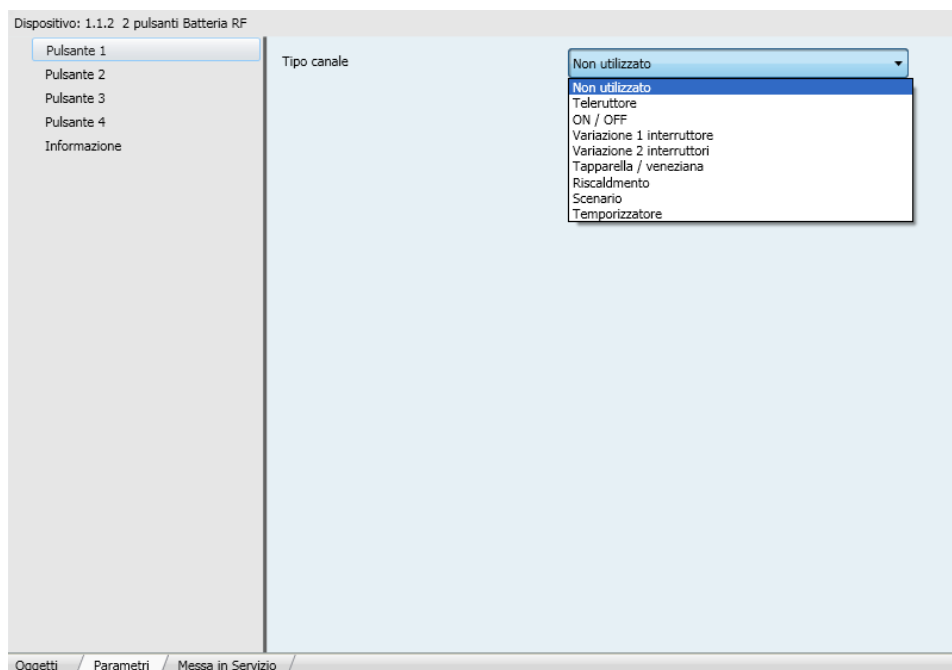 Dispositivo: 1.1.2 2 pulsanti Batteria RF
Pulsante 1
Pulsante 2
Pulsante 3
Pulsante 4
Informazione
Tipo canale
Non utilizzato
Non utilizzato
Teleruttore
ON / OFF
Variazione 1 interruttore
Variazione 2 interruttori
Tapparella / veneziana
Riscaldmento
Scenario
Temporizzatore
Oggetti
Parametri
Messa in Servizio